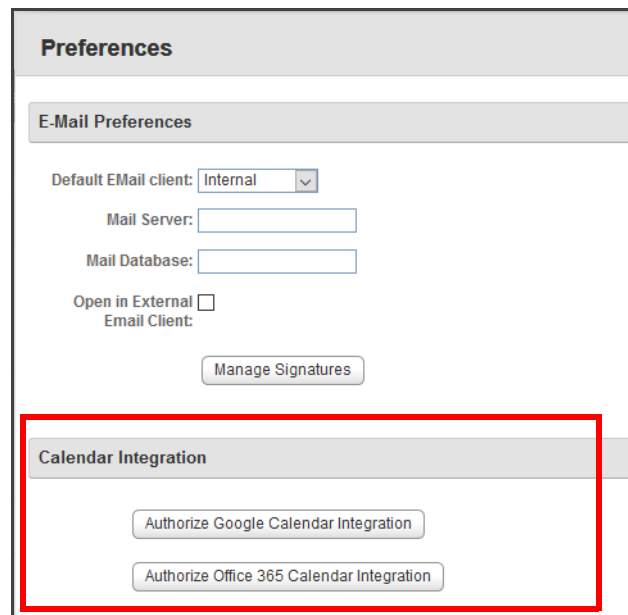 Preferences
E-Mail Preferences
Default EMail client: Internal
Mail Server:
Mail Database:
Open in External
Email Client:
Manage Signatures
Calendar Integration
Authorize Google Calendar Integration
Authorize Office 365 Calendar Integration